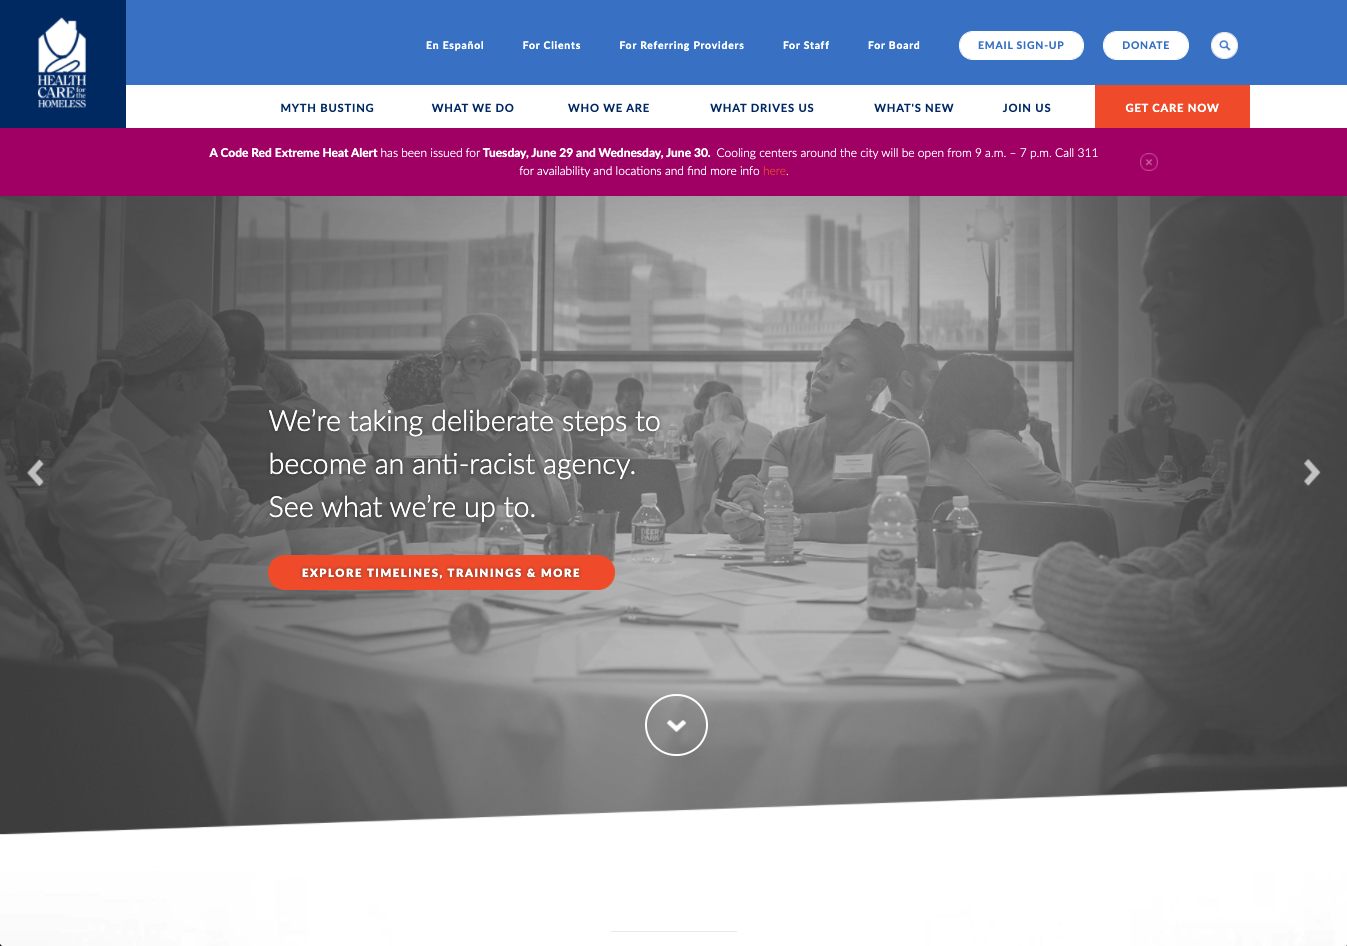 HEALTH
CARE for the
HOMELESS
En Español
For Clients
For Referring Providers
For Staff
For Board
EMAIL SIGN-UP
DONATE
MYTH BUSTING
WHAT WE DO
WHO WE ARE
WHAT DRIVES US
WHAT'S NEW
JOIN US
GET CARE NOW
A Code Red Extreme Heat Alert has been issued for Tuesday, June 29 and Wednesday, June 30. Cooling centers around the city will be open from 9 a.m. – 7 p.m. Call 311
for availability and locations and find more info here.
We’re taking deliberate steps to
become an anti-racist agency.
See what we’re up to.
EXPLORE TIMELINES, TRAININGS & MORE